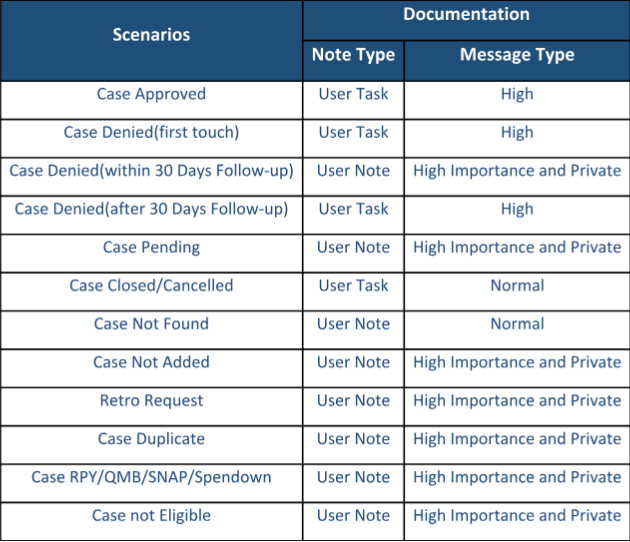 Scenarios Documentation
Note Type Message Type
Case Approved User Task High
Case Denied(first touch) User Task High
Case Denied(within 30 Days Follow-up) User Note High Importance and Private
Case Denied(after 30 Days Follow-up) User Task High
Case Pending User Note High Importance and Private
Case Closed/Cancelled User Task Normal
Case Not Found User Note Normal
Case Not Added User Note High Importance and Private
Retro Request User Note High Importance and Private
Case Duplicate User Note High Importance and Private
Case RPY/QMB/SNAP/Spendown User Note High Importance and Private
Case not Eligible User Note High Importance and Private